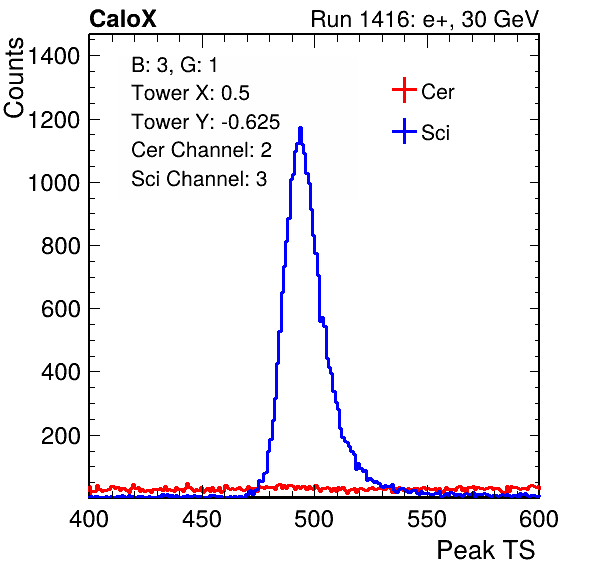 CaloX
Run 1416: e+, 30 GeV
Counts
B: 3, G: 1
Tower X: 0.5
Tower Y: -0.625
Cer Channel: 2
Sci Channel: 3
Cer
Sci
1400
1200
1000
800
600
400
200
400
450
500
550
600
Peak TS